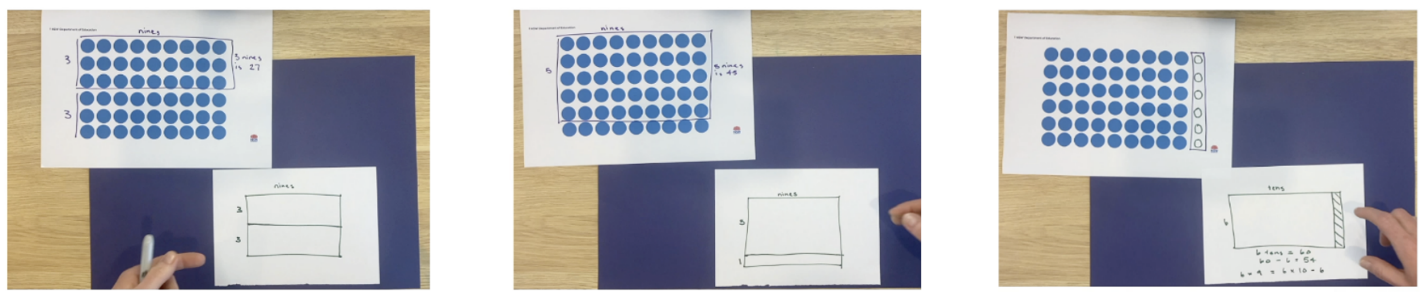 nines
3
3 nines
is 27
3
nines
3
3
nines
5
5 nines
is 45
nines
5
1
tens
6
6 tens = 60
60 - 6 = 54
6 × 9 = 6 × 10 - 6